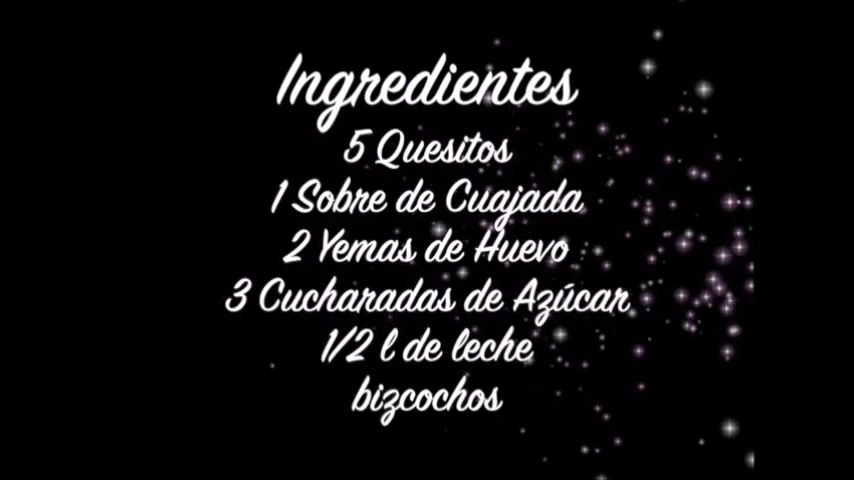 Ingredientes
5 Quesitos
1 Sobre de Cuajada
2 Yemas de Huevo
3 Cucharadas de Azúcar
1/2 l de leche
bizcochos